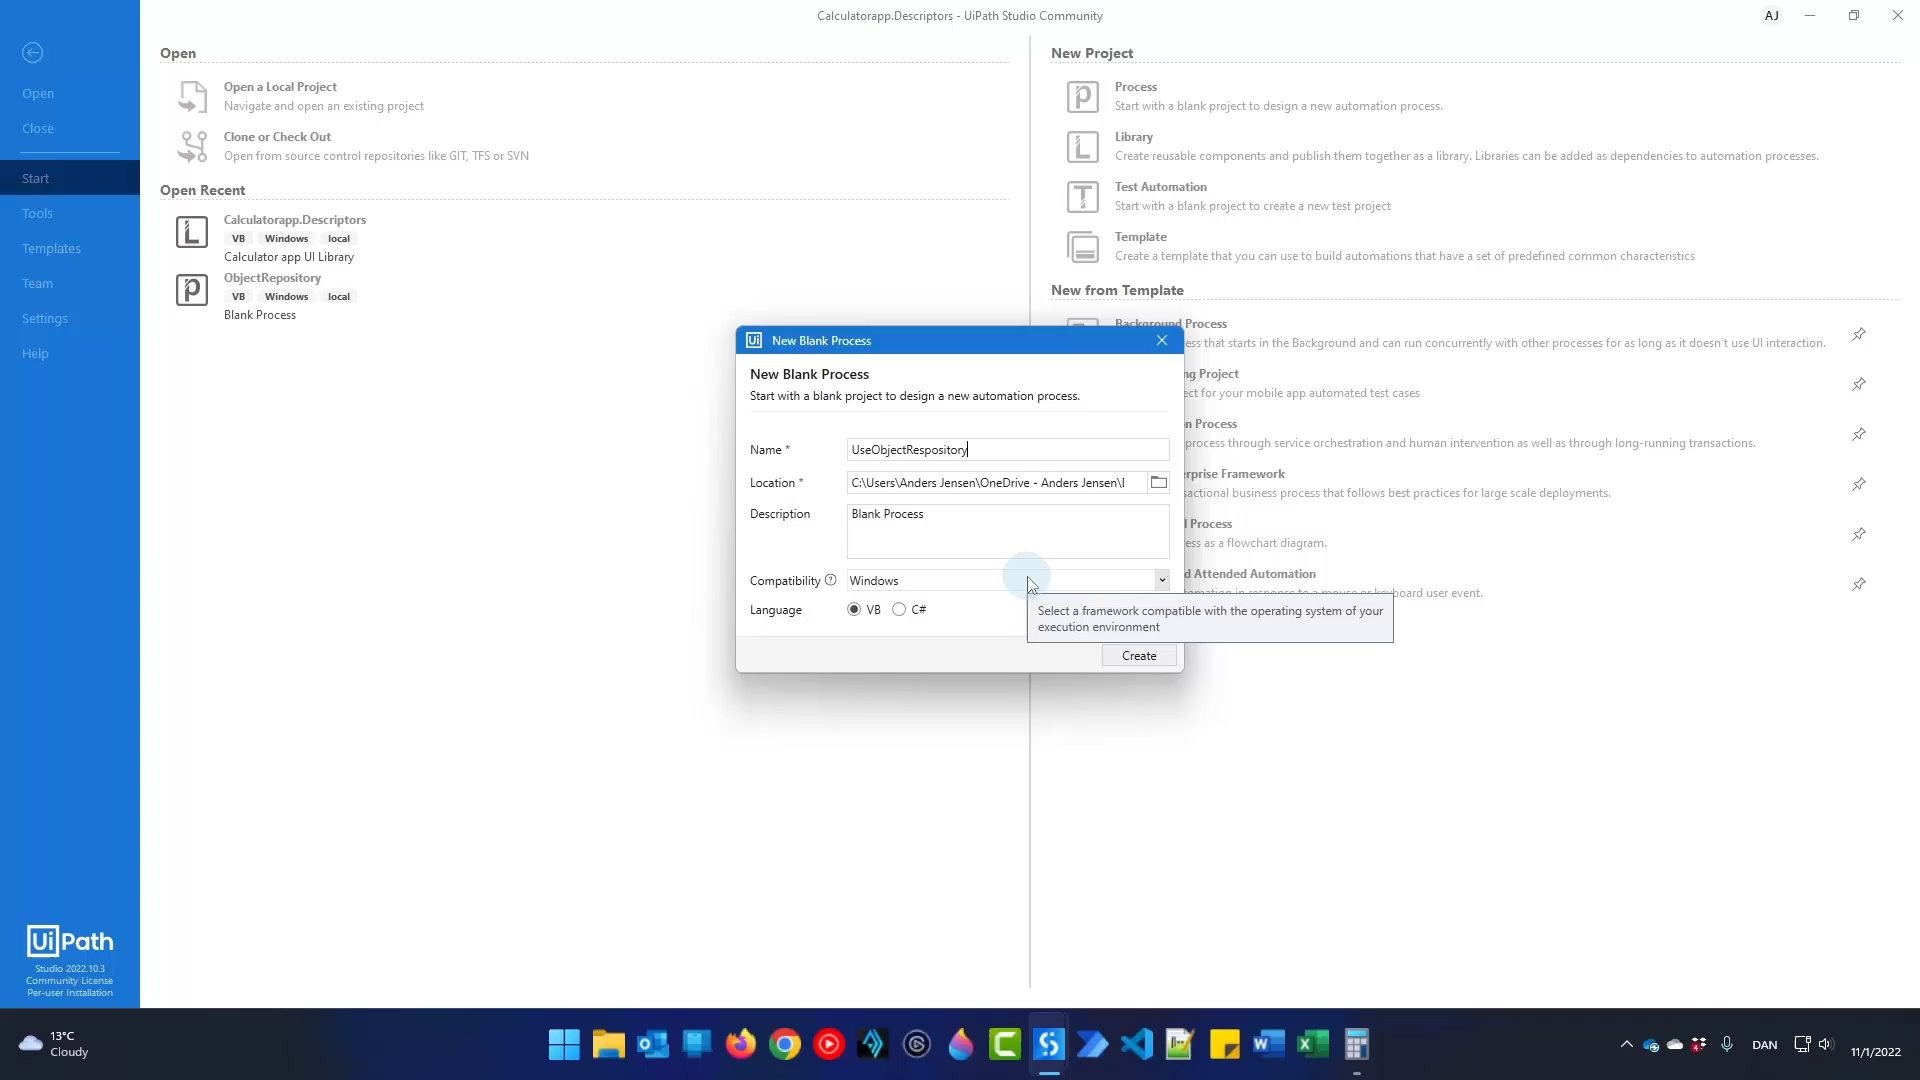 Calculatorapp.Descriptors - UiPath Studio Community
AJ
Open
Close
Start
Tools
Templates
Team
Settings
Help
UiPath
Studio 2022.10.3
Community License
Per-user Installation
Open
Open a Local Project
Navigate and open an existing project
Clone or Check Out
Open from source control repositories like GIT, TFS or SVN
Open Recent
Calculatorapp.Descriptors
VB Windows local
Calculator app UI Library
ObjectRepository
VB Windows local
Blank Process
New Project
Process
Start with a blank project to design a new automation process.
Library
Create reusable components and publish them together as a library. Libraries can be added as dependencies to automation processes.
Test Automation
Start with a blank project to create a new test project
Template
Create a template that you can use to build automations that have a set of predefined common characteristics
New from Template
Background Process
ess that starts in the Background and can run concurrently with other processes for as long as it doesn't use UI interaction.
ng Project
ect for your mobile app automated test cases
n Process
process through service orchestration and human intervention as well as through long-running transactions.
erprise Framework
sactional business process that follows best practices for large scale deployments.
l Process
ess as a flowchart diagram.
d Attended Automation
omation in response to a mouse or keyboard user event.
New Blank Process
New Blank Process
Start with a blank project to design a new automation process.
Name * UseObjectRespository
Location * C:\Users\Anders Jensen\OneDrive - Anders Jensen\I
Description Blank Process
Compatibility Windows
Language VB C#
Select a framework compatible with the operating system of your
execution environment
Create
13°C
Cloudy
DAN
11/1/2022